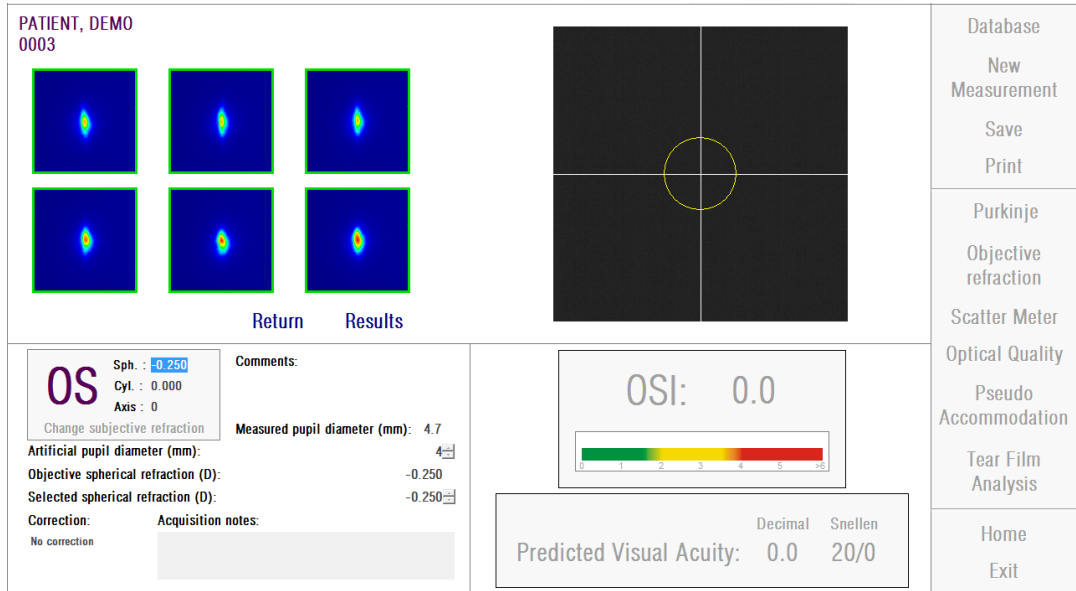 PATIENT, DEMO
0003
Return Results
OS
Sph. : -0.250
Cyl. : 0.000
Axis : 0
Change subjective refraction
Comments:
Measured pupil diameter (mm): 4.7
Artificial pupil diameter (mm): 4
Objective spherical refraction (D): -0.250
Selected spherical refraction (D): -0.250
Correction: Acquisition notes:
No correction
OSI: 0.0
0 1 2 3 4 5 >6
Decimal Snellen
Predicted Visual Acuity: 0.0 20/0
Database
New
Measurement
Save
Print
Purkinje
Objective
refraction
Scatter Meter
Optical Quality
Pseudo
Accommodation
Tear Film
Analysis
Home
Exit